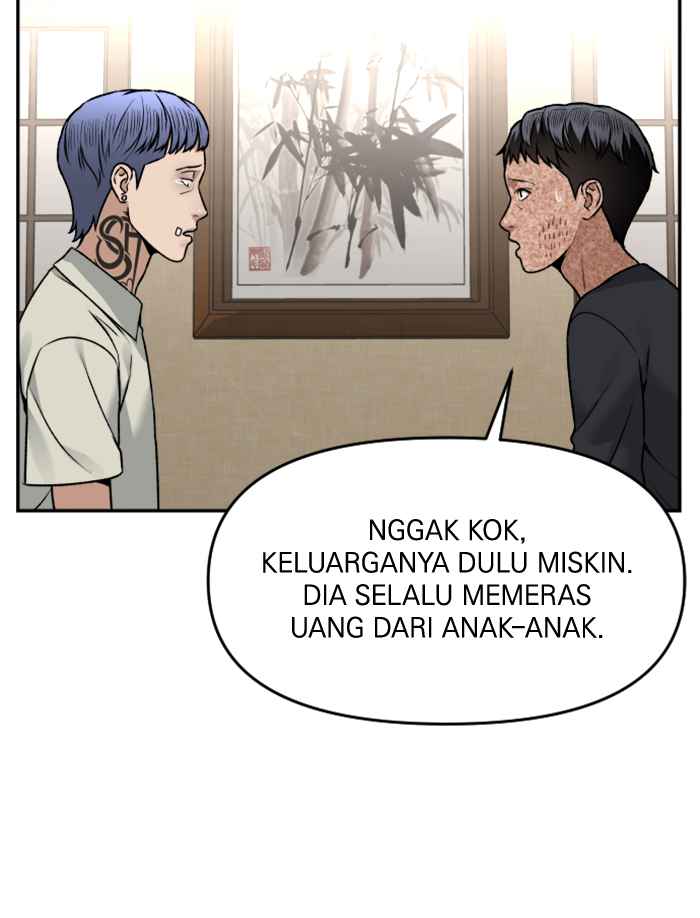 NGGAK KOK,
KELUARGANYA DULU MISKIN.
DIA SELALU MEMERAS
UANG DARI ANAK-ANAK.